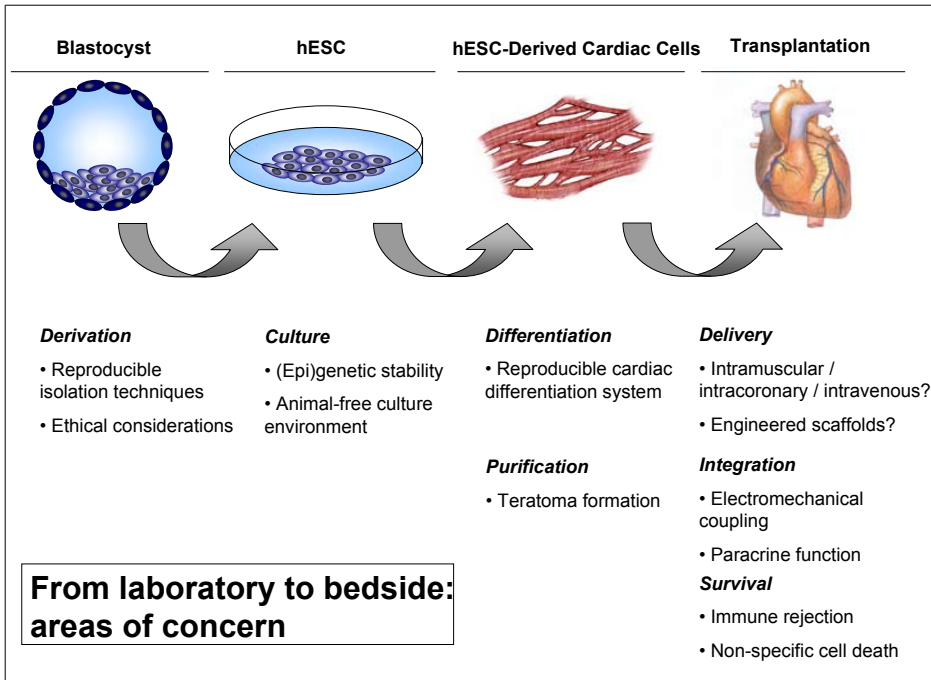 Blastocyst
hESC
hESC-Derived Cardiac Cells
Transplantation
Derivation
• Reproducible
isolation techniques
• Ethical considerations
Culture
• (Epi)genetic stability
• Animal-free culture
environment
Differentiation
• Reproducible cardiac
differentiation system
Purification
• Teratoma formation
Delivery
• Intramuscular /
intracoronary / intravenous?
• Engineered scaffolds?
Integration
• Electromechanical
coupling
• Paracrine function
Survival
• Immune rejection
• Non-specific cell death
From laboratory to bedside:
areas of concern